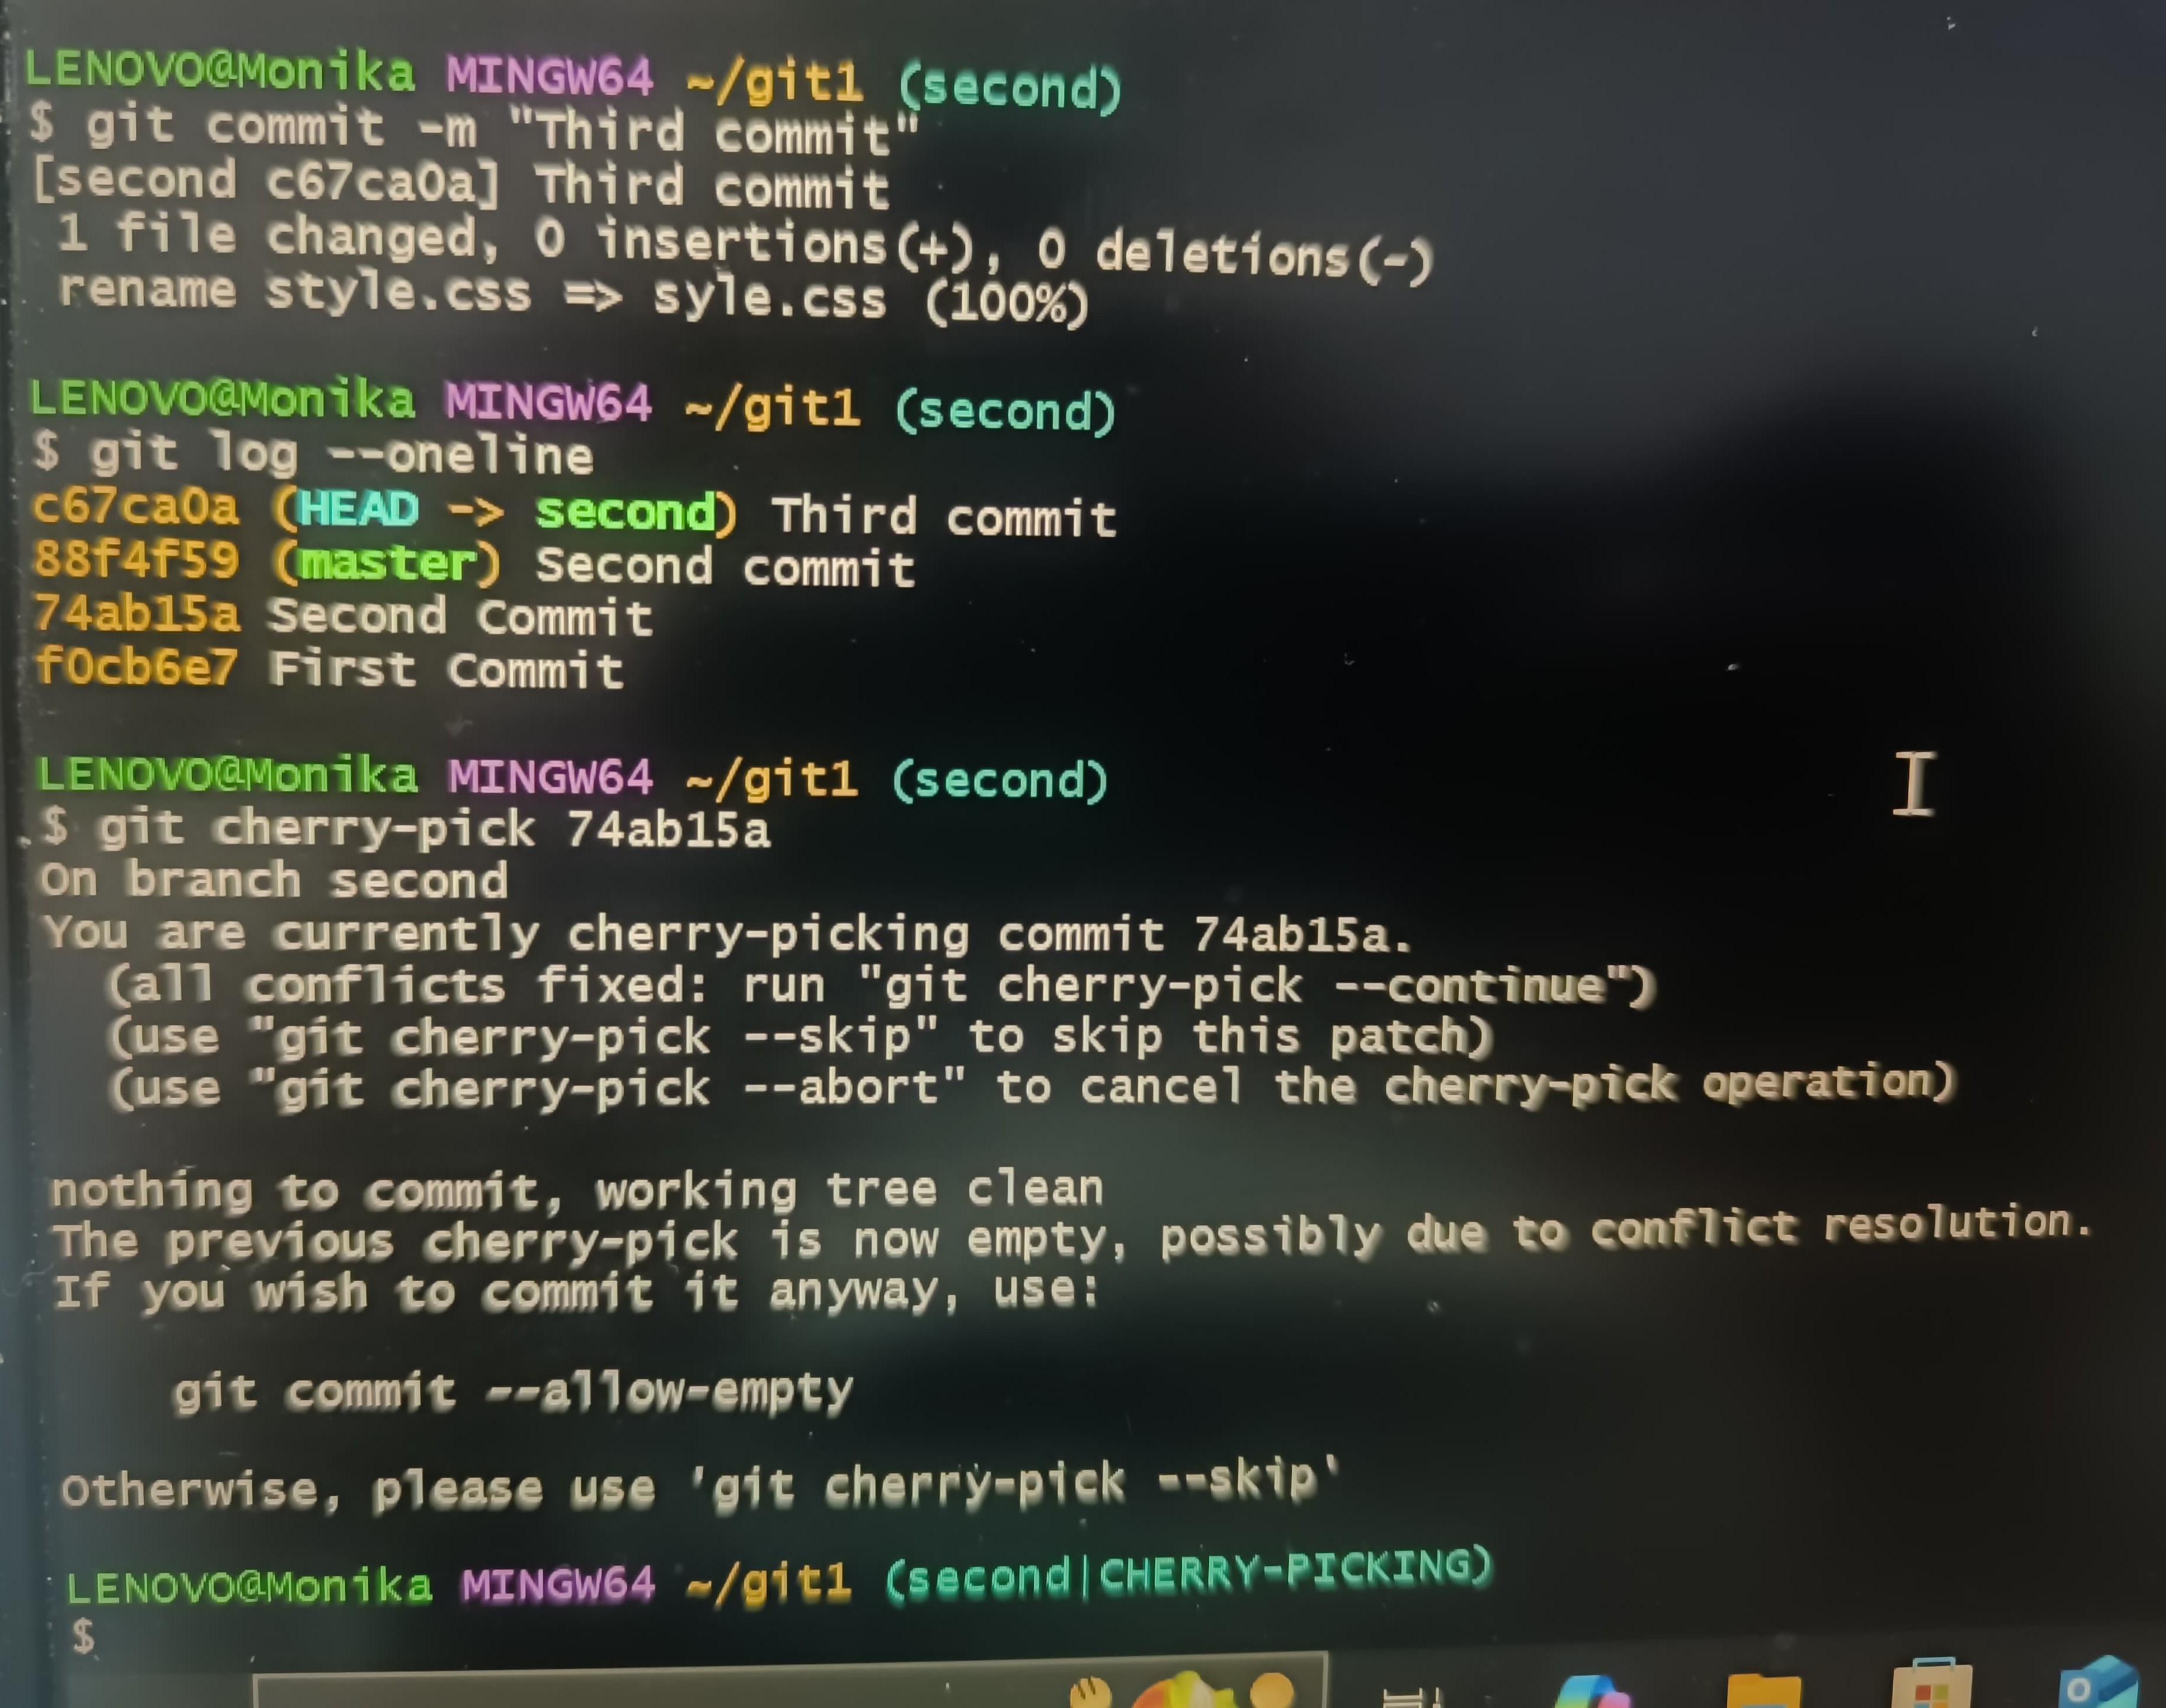 LENOVO@Monika MINGW64 ~/git1 (second)
$ git commit -m "Third commit"
[second c67ca0a] Third commit
 1 file changed, 0 insertions(+), 0 deletions(-)
 rename style.css => syle.css (100%)

LENOVO@Monika MINGW64 ~/git1 (second)
$ git log --oneline
c67ca0a (HEAD -> second) Third commit
88f4f59 (master) Second commit
74ab15a Second Commit
f0cb6e7 First Commit

LENOVO@Monika MINGW64 ~/git1 (second)
$ git cherry-pick 74ab15a
On branch second
You are currently cherry-picking commit 74ab15a.
  (all conflicts fixed: run "git cherry-pick --continue")
  (use "git cherry-pick --skip" to skip this patch)
  (use "git cherry-pick --abort" to cancel the cherry-pick operation)

nothing to commit, working tree clean
The previous cherry-pick is now empty, possibly due to conflict resolution.
If you wish to commit it anyway, use:

    git commit --allow-empty

Otherwise, please use 'git cherry-pick --skip'

LENOVO@Monika MINGW64 ~/git1 (second|CHERRY-PICKING)
$